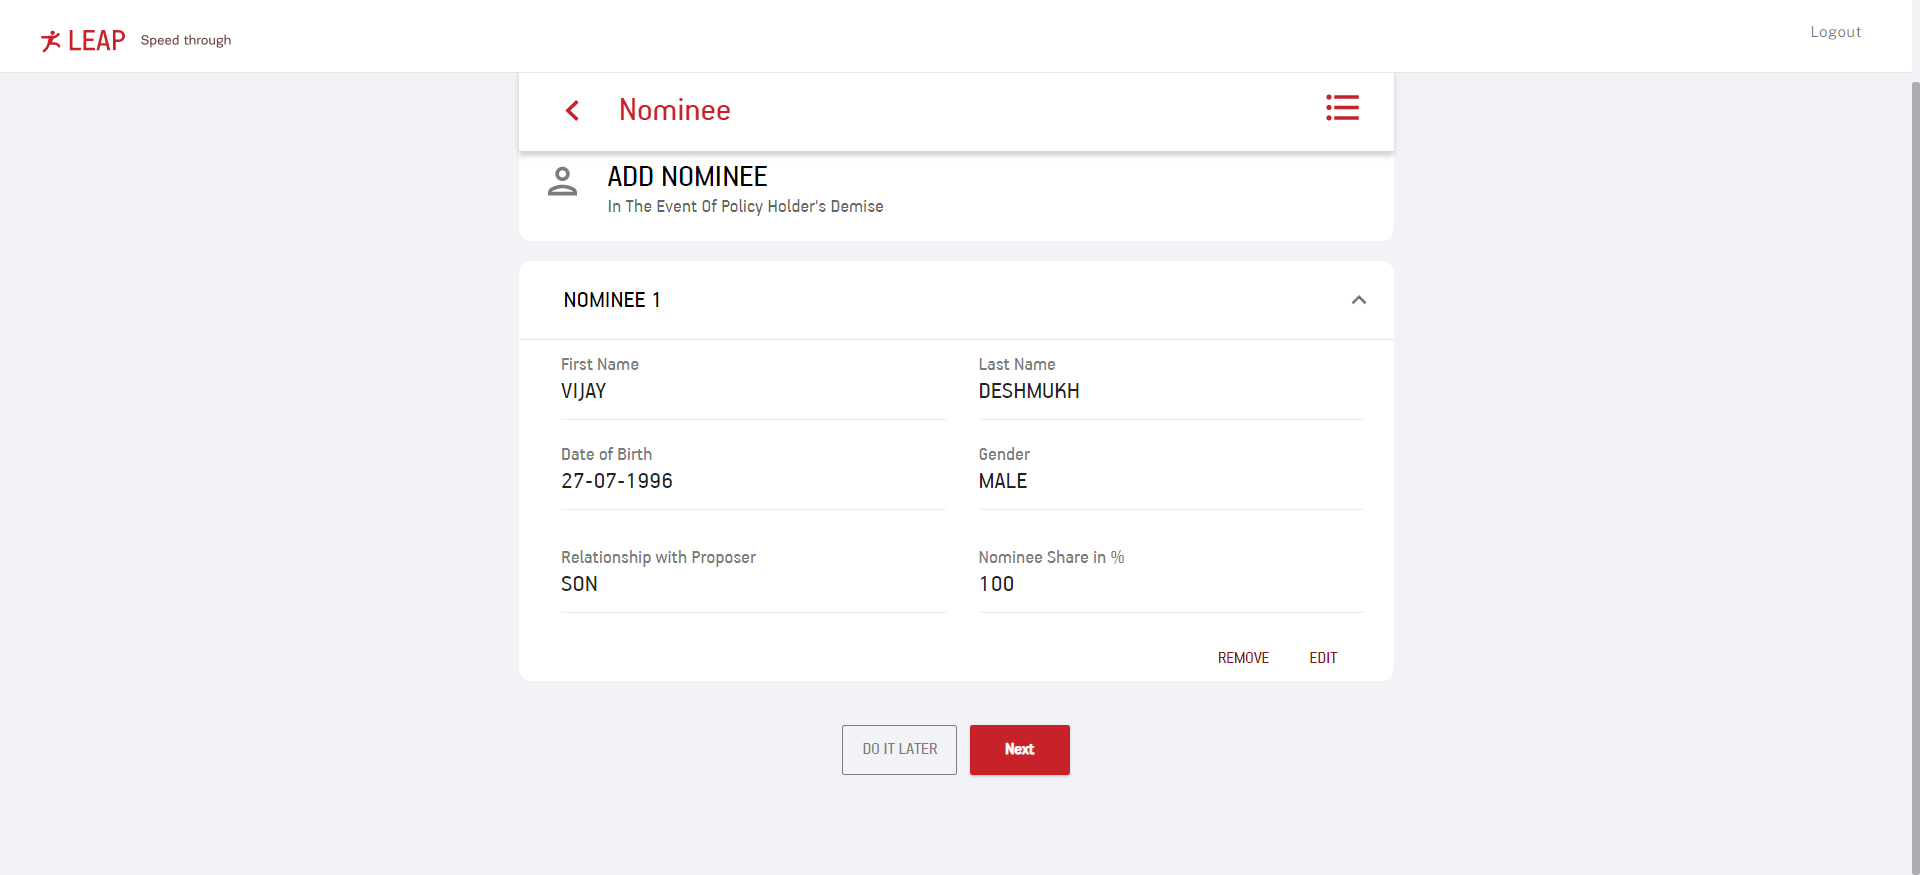 LEAP Speed through
Logout
Nominee
ADD NOMINEE
In The Event Of Policy Holder's Demise
NOMINEE 1
First Name
VIJAY
Last Name
DESHMUKH
Date of Birth
27-07-1996
Gender
MALE
Relationship with Proposer
SON
Nominee Share in %
100
REMOVE
EDIT
DO IT LATER
Next